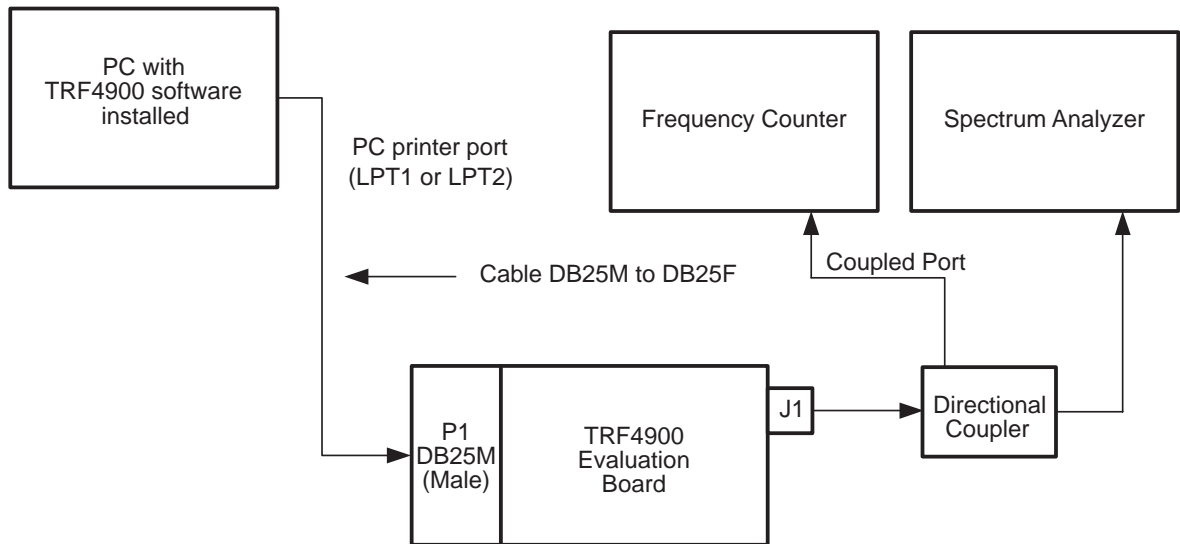 PC with
TRF4900 software
installed
Frequency Counter
Spectrum Analyzer
PC printer port
(LPT1 or LPT2)
Coupled Port
Cable DB25M to DB25F
P1
DB25M
(Male)
TRF4900
Evaluation
Board
J1
Directional
Coupler